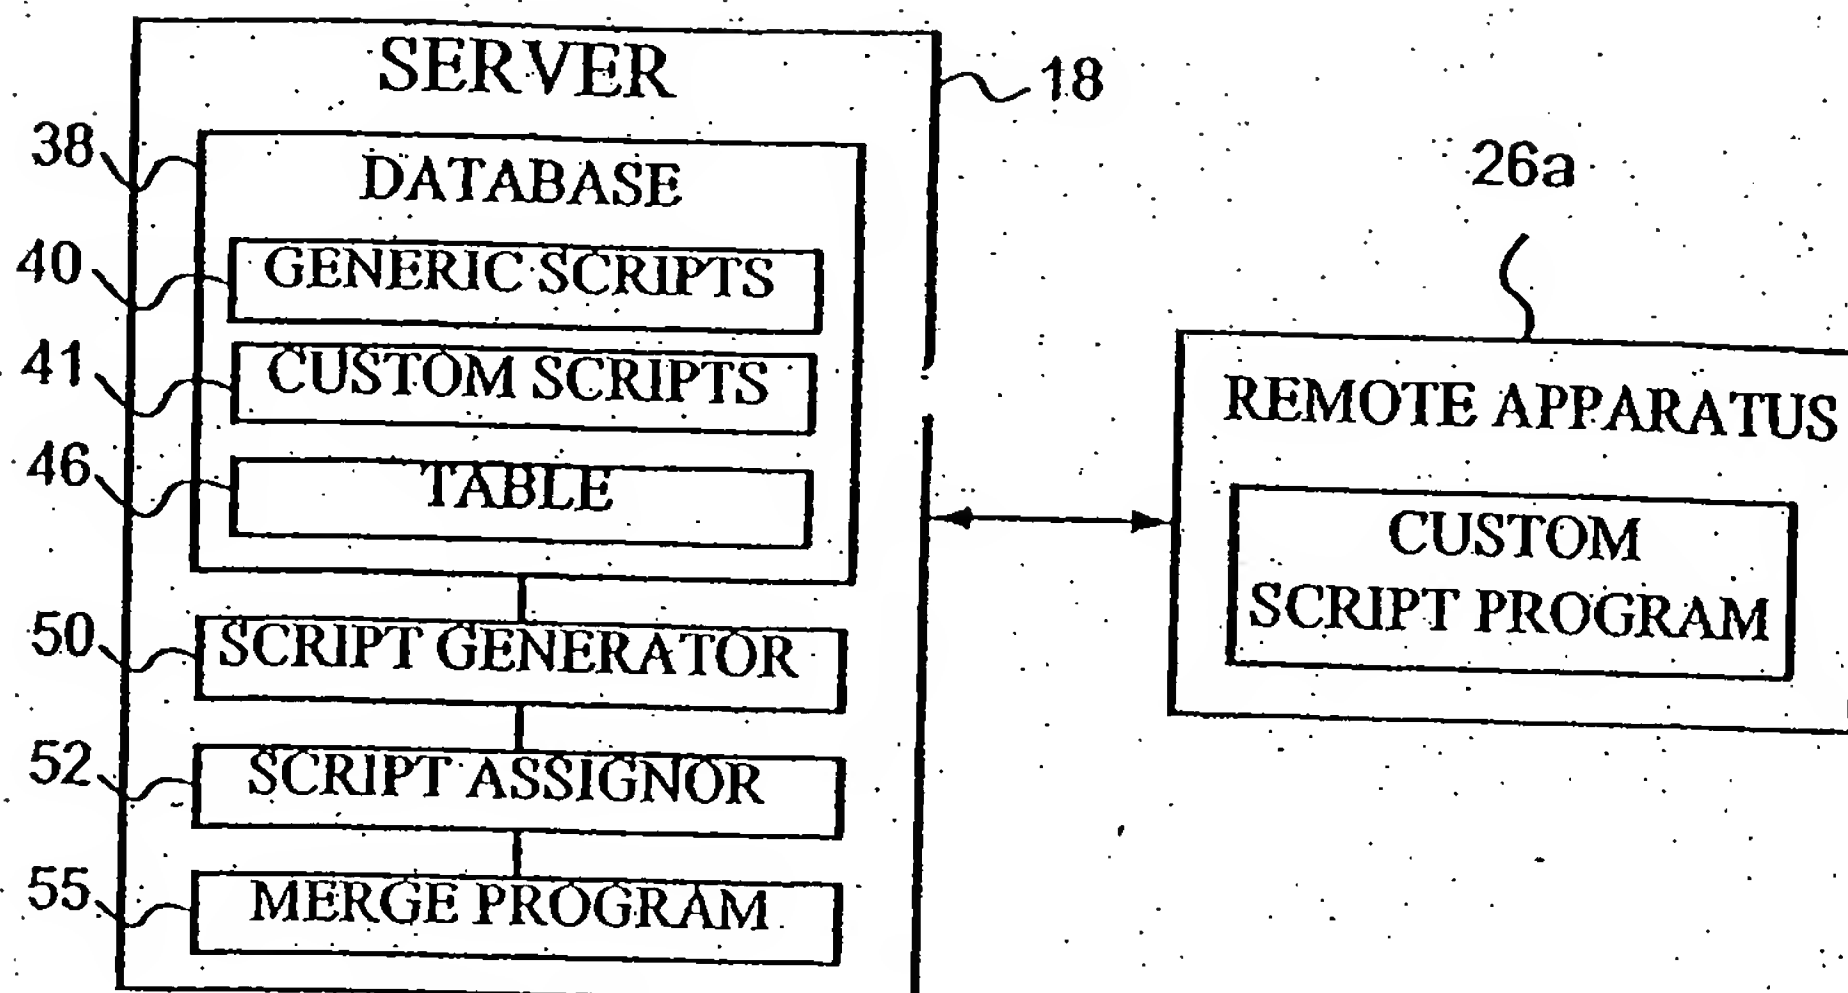 SERVER
18
38
DATABASE
40
GENERIC SCRIPTS
41
CUSTOM SCRIPTS
46
TABLE
50
SCRIPT GENERATOR
52
SCRIPT ASSIGNOR
55
MERGE PROGRAM
26a
REMOTE APPARATUS
CUSTOM
SCRIPT PROGRAM